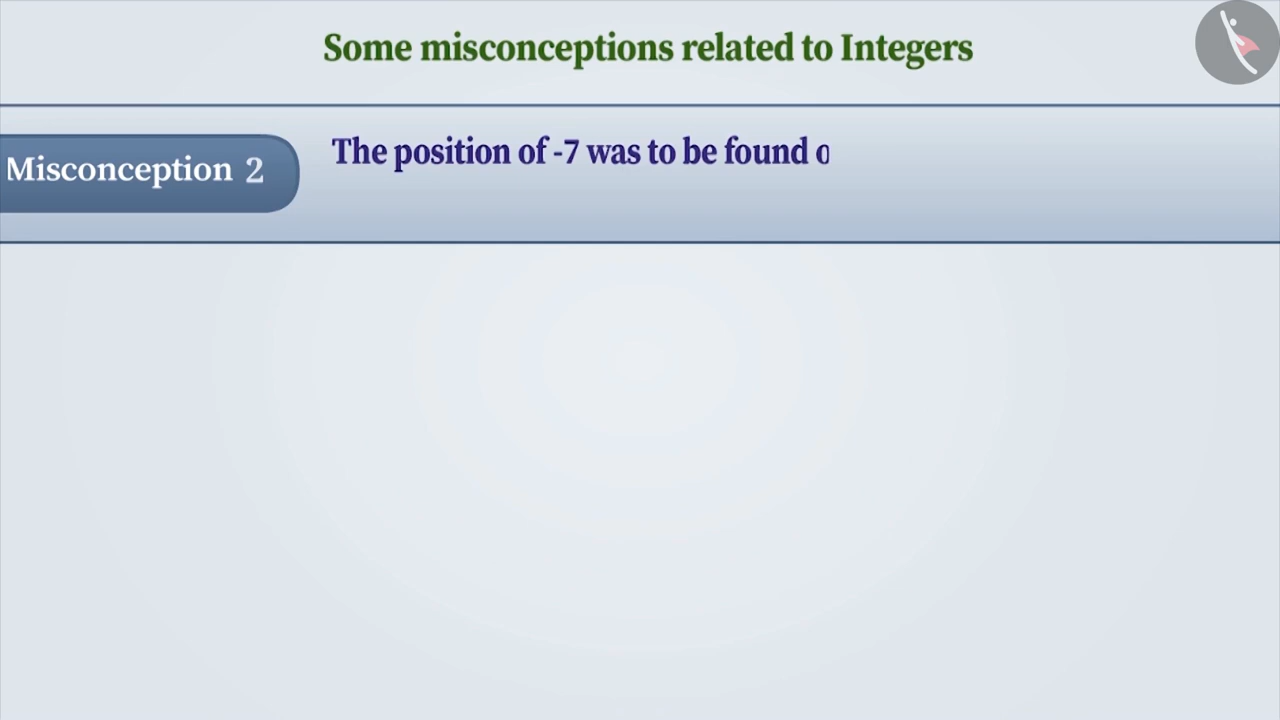 Some misconceptions related to Integers
Misconception 2
The position of -7 was to be found